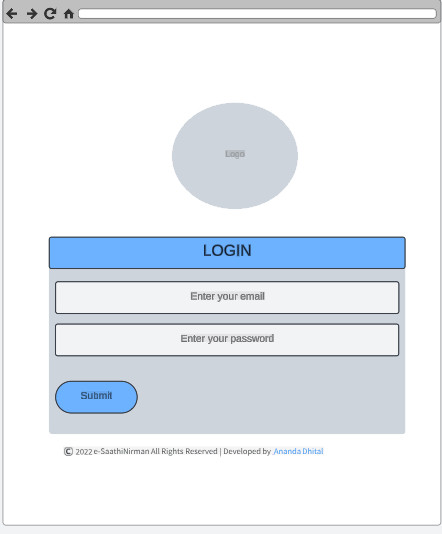 Logo
LOGIN
Enter your email
Enter your password
Submit
© 2022 e-SaathiNirman All Rights Reserved | Developed by Ananda Dhital